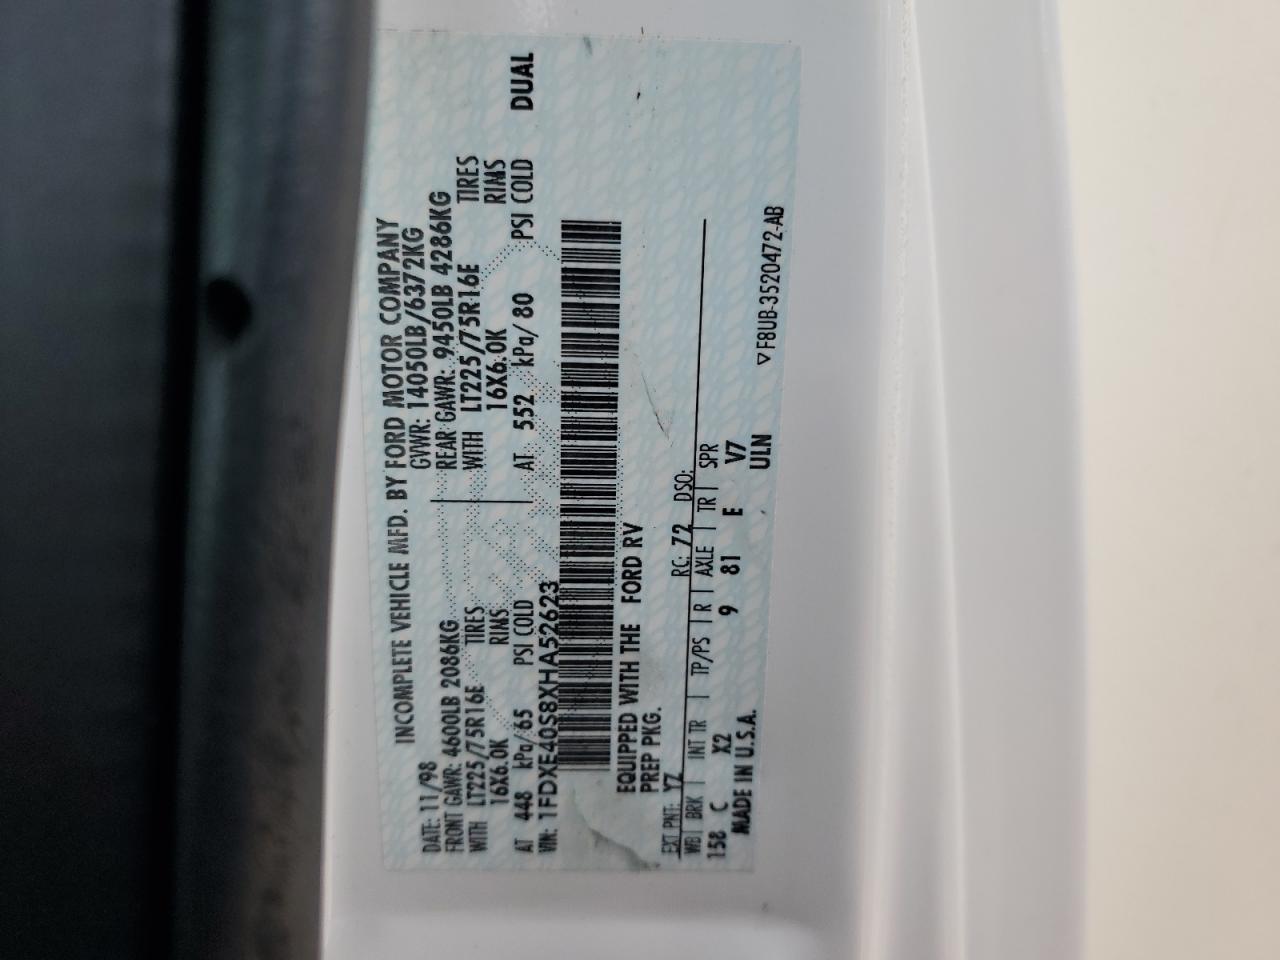 INCOMPLETE VEHICLE MFD. BY FORD MOTOR COMPANY
DATE: 11/98 GVWR: 14050LB/6372KG
FRONT GAWR: 4600LB 2086KG REAR GAWR: 9450LB 4286KG
WITH LT225/75R16E TIRES WITH LT225/75R16E TIRES
16X6.0K RIMS 16X6.0K RIMS
AT 448 kPa/65 PSI COLD AT 552 kPa/80 PSI COLD DUAL
VIN: 1FDXE40S8XHA52623
EQUIPPED WITH THE FORD RV
PREP PKG.
EXT PNT: YZ RC: 72 DSO:
WB BRK INT TR TP/PS R AXLE TR SPR
158 C X2 9 81 E V7
MADE IN U.S.A. ULN
▽F8UB-3520472-AB